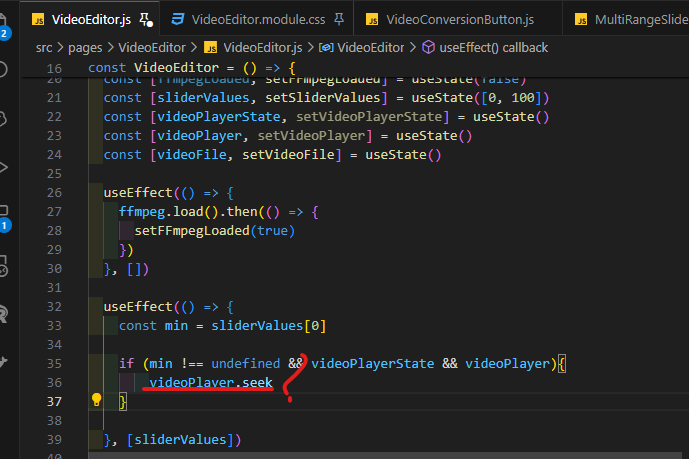 VideoEditor.js
VideoEditor.module.css
JS VideoConversionButton.js
JS MultiRangeSlide
src > pages > VideoEditor > JS VideoEditor.js > VideoEditor > useEffect() callback
16 const VideoEditor = () => {
20 const [ffmpegLoaded, setFFmpegLoaded] = useState(false)
21 const [sliderValues, setSliderValues] = useState([0, 100])
22 const [videoPlayerState, setVideoPlayerState] = useState()
23 const [videoPlayer, setVideoPlayer] = useState()
24 const [videoFile, setVideoFile] = useState()
25
26 useEffect(() => {
27 ffmpeg.load().then(() => {
28 setFFmpegLoaded(true)
29 })
30 }, [])
31
32 useEffect(() => {
33 const min = sliderValues[0]
34
35 if (min !== undefined && videoPlayerState && videoPlayer){
36 videoPlayer.seek ?
37 }
38
39 }, [sliderValues])
40
2
1